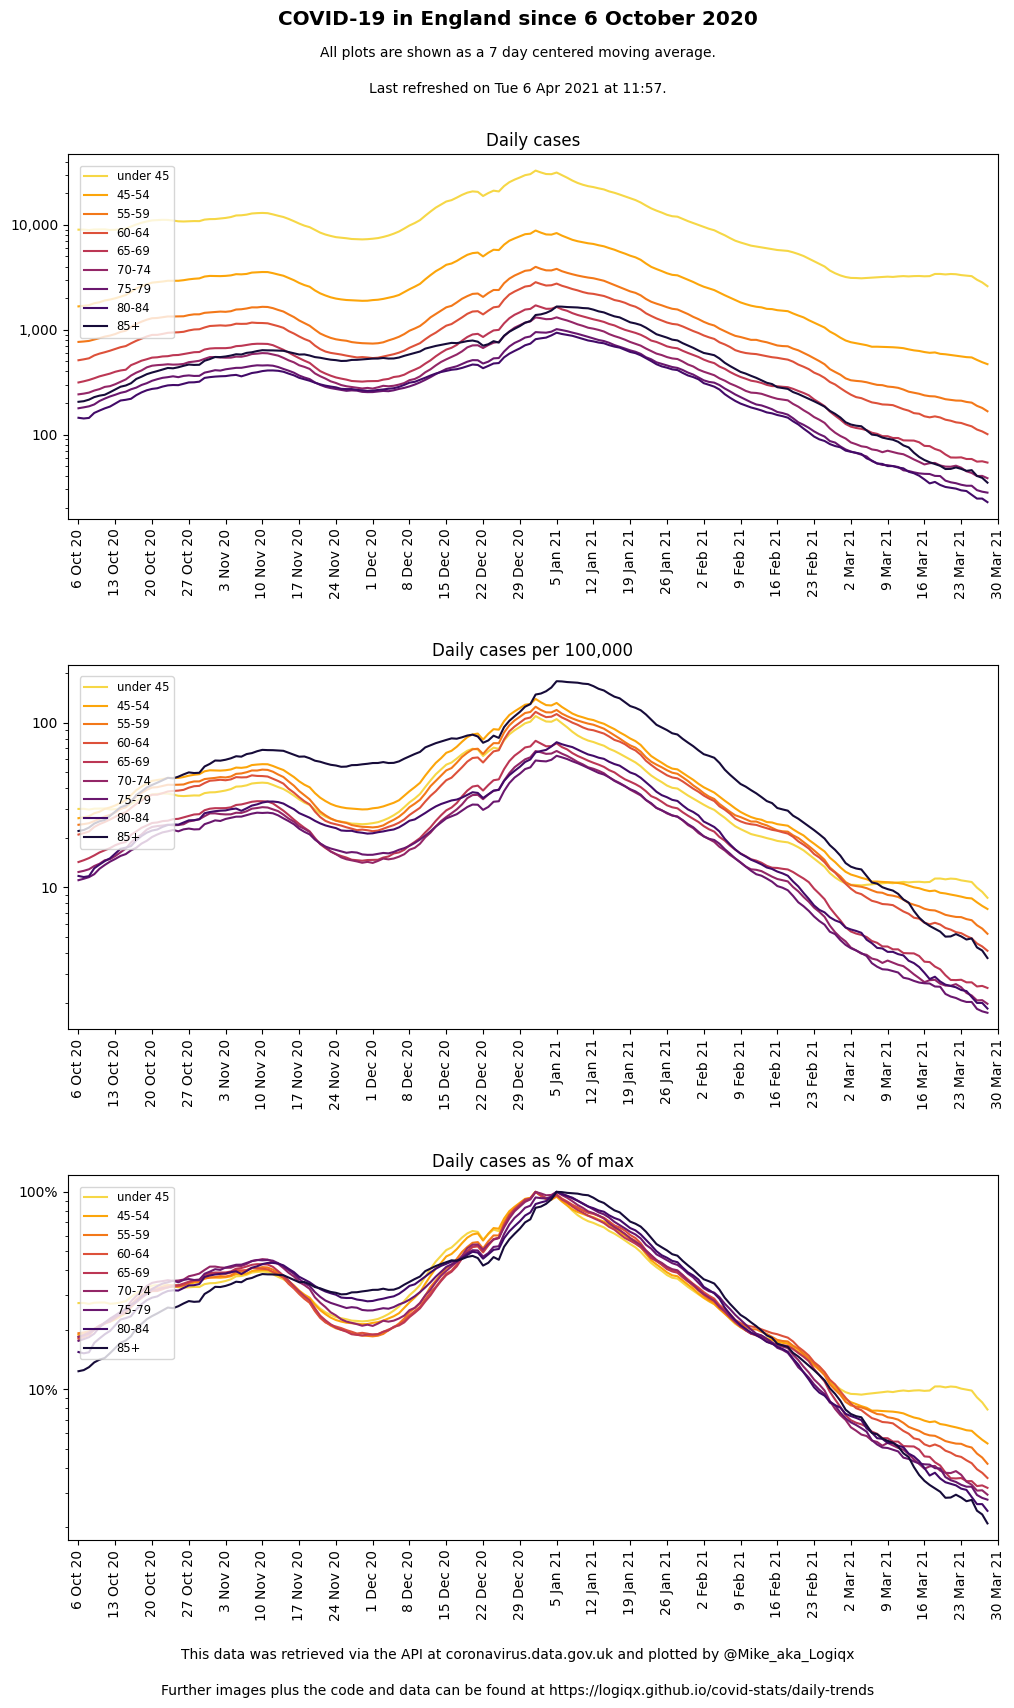 COVID-19 in England since 6 October 2020
All plots are shown as a 7 day centered moving average.
Last refreshed on Tue 6 Apr 2021 at 11:57.
Daily cases
10,000
1,000
100
under 45
45-54
55-59
60-64
65-69
70-74
75-79
80-84
85+
6 Oct 20
13 Oct 20
20 Oct 20
27 Oct 20
3 Nov 20
10 Nov 20
17 Nov 20
24 Nov 20
1 Dec 20
8 Dec 20
15 Dec 20
22 Dec 20
29 Dec 20
5 Jan 21
12 Jan 21
19 Jan 21
26 Jan 21
2 Feb 21
9 Feb 21
16 Feb 21
23 Feb 21
2 Mar 21
9 Mar 21
16 Mar 21
23 Mar 21
30 Mar 21
Daily cases per 100,000
100
10
under 45
45-54
55-59
60-64
65-69
70-74
75-79
80-84
85+
6 Oct 20
13 Oct 20
20 Oct 20
27 Oct 20
3 Nov 20
10 Nov 20
17 Nov 20
24 Nov 20
1 Dec 20
8 Dec 20
15 Dec 20
22 Dec 20
29 Dec 20
5 Jan 21
12 Jan 21
19 Jan 21
26 Jan 21
2 Feb 21
9 Feb 21
16 Feb 21
23 Feb 21
2 Mar 21
9 Mar 21
16 Mar 21
23 Mar 21
30 Mar 21
Daily cases as % of max
100%
10%
under 45
45-54
55-59
60-64
65-69
70-74
75-79
80-84
85+
6 Oct 20
13 Oct 20
20 Oct 20
27 Oct 20
3 Nov 20
10 Nov 20
17 Nov 20
24 Nov 20
1 Dec 20
8 Dec 20
15 Dec 20
22 Dec 20
29 Dec 20
5 Jan 21
12 Jan 21
19 Jan 21
26 Jan 21
2 Feb 21
9 Feb 21
16 Feb 21
23 Feb 21
2 Mar 21
9 Mar 21
16 Mar 21
23 Mar 21
30 Mar 21
This data was retrieved via the API at coronavirus.data.gov.uk and plotted by @Mike_aka_Logiqx
Further images plus the code and data can be found at https://logiqx.github.io/covid-stats/daily-trends